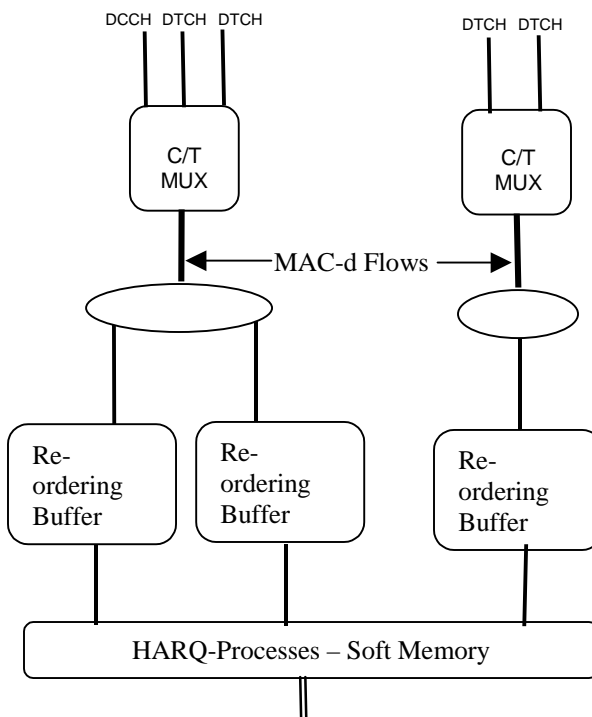 DCCH DTCH DTCH
DTCH DTCH
C/T
MUX
C/T
MUX
MAC-d Flows
Re-
ordering
Buffer
Re-
ordering
Buffer
Re-
ordering
Buffer
HARQ-Processes – Soft Memory